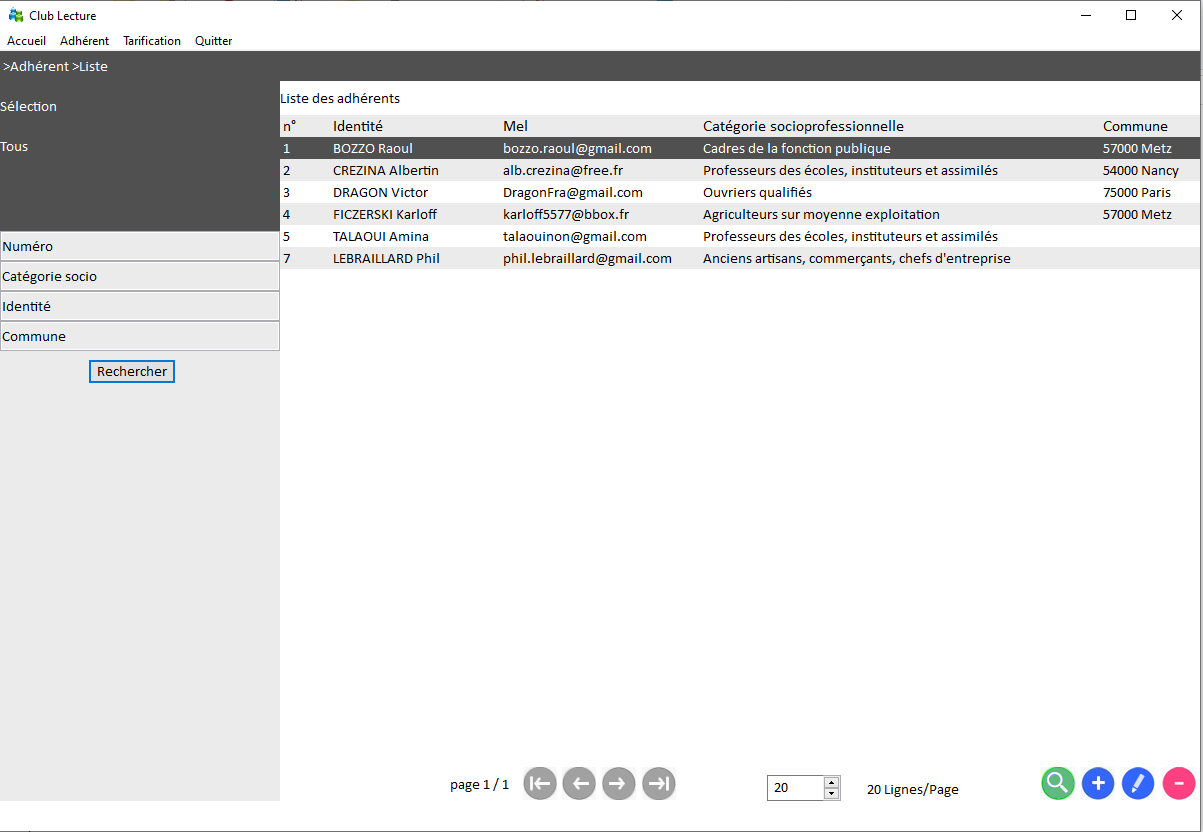 Club Lecture
Accueil Adhérent Tarification Quitter
>Adhérent >Liste
Sélection
Tous
Numéro
Catégorie socio
Identité
Commune
Rechercher
Liste des adhérents
n° Identité Mel Catégorie socioprofessionnelle Commune
1 BOZZO Raoul bozzo.raoul@gmail.com Cadres de la fonction publique 57000 Metz
2 CREZINA Albertin alb.crezina@free.fr Professeurs des écoles, instituteurs et assimilés 54000 Nancy
3 DRAGON Victor DragonFra@gmail.com Ouvriers qualifiés 75000 Paris
4 FICZERSKI Karloff karloff5577@bbox.fr Agriculteurs sur moyenne exploitation 57000 Metz
5 TALAOUI Amina talaouinon@gmail.com Professeurs des écoles, instituteurs et assimilés
7 LEBRAILLARD Phil phil.lebraillard@gmail.com Anciens artisans, commerçants, chefs d'entreprise
page 1 / 1 20 20 Lignes/Page